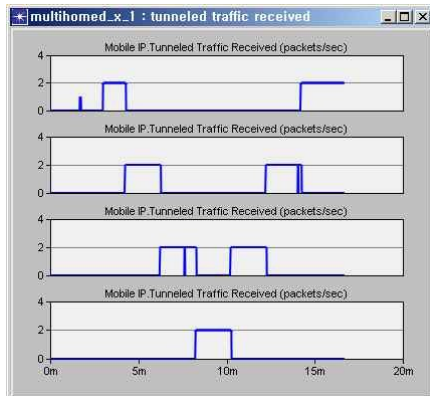 multihomed_x_1 : tunneled traffic received
Mobile IP.Tunneled Traffic Received (packets/sec)
4
2
0
Mobile IP.Tunneled Traffic Received (packets/sec)
4
2
0
Mobile IP.Tunneled Traffic Received (packets/sec)
4
2
0
Mobile IP.Tunneled Traffic Received (packets/sec)
4
2
0
0m 5m 10m 15m 20m